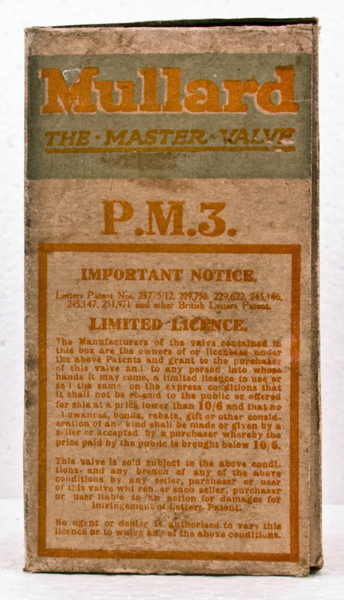 Mullard
THE · MASTER · VALVE
P.M.3.
IMPORTANT NOTICE.
Letters Patent Nos. 23775/12, 209,730, 229,622, 245,146,
245,147, 251,971 and other British Letters Patent.
LIMITED LICENCE.
The Manufacturers of the valve contained in
this box are the owners of or licensees under
the above Patents and grant to the purchaser
of this valve and to any person into whose
hands it may come, a limited licence to use or
sell the same on the express conditions that
it shall not be re-sold to the public or offered
for sale at a price lower than 10/6 and that no
allowances, bonus, rebate, gift or other consid-
eration of any kind shall be made or given by a
seller or accepted by a purchaser whereby the
price paid by the public is brought below 10/6.
This valve is sold subject to the above condi-
tions, and any breach of any of the above
conditions by any seller, purchaser or user
of this valve will render such seller, purchaser
or user liable to an action for damages for
infringement of Letters Patent.
No agent or dealer is authorised to vary this
licence or to waive any of the above conditions.